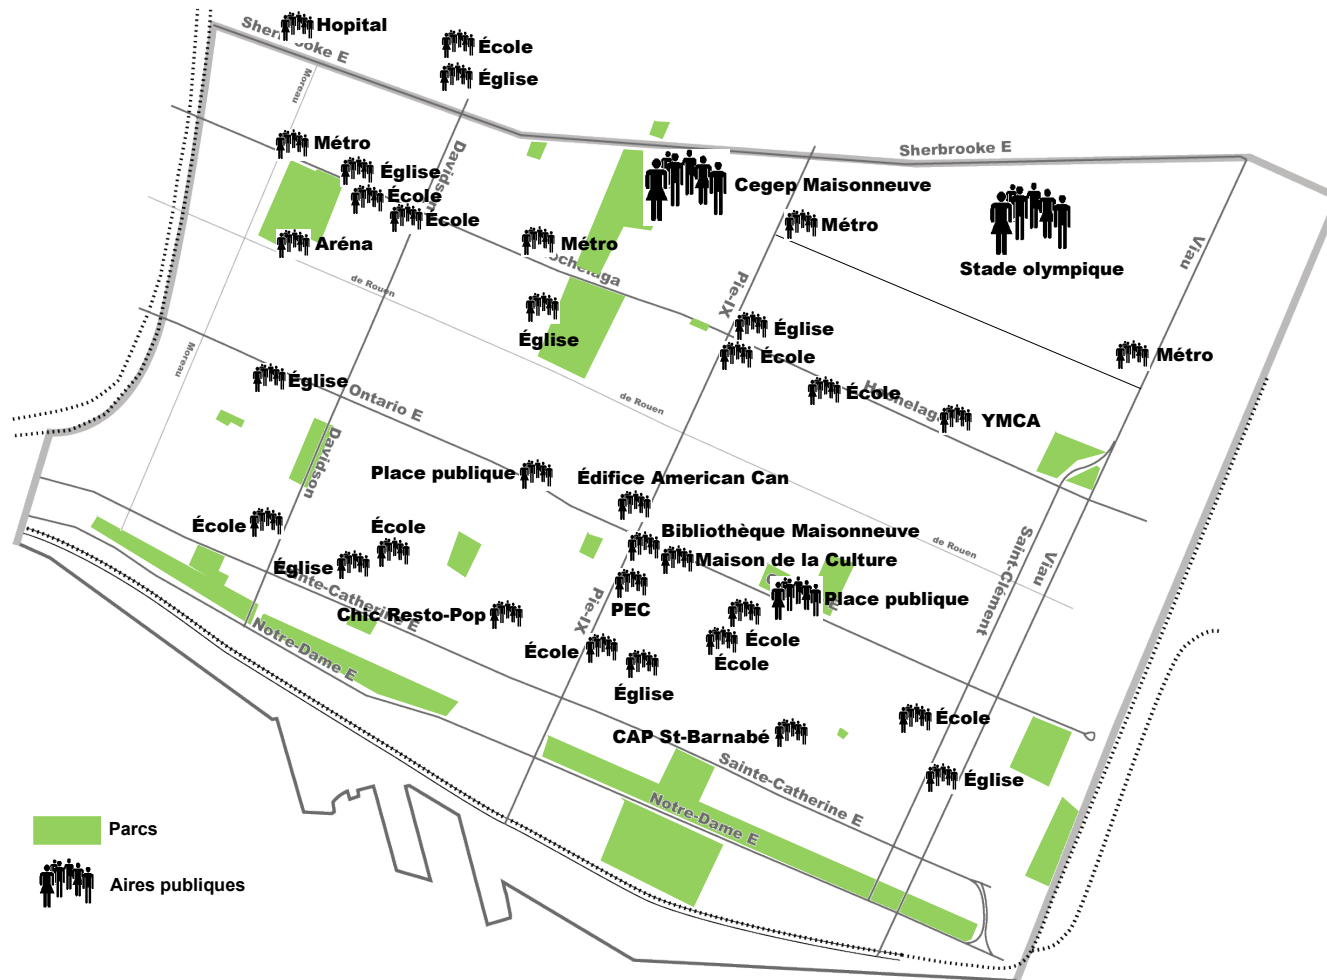 Hopital
Sherbrooke E
École
Église
Moreau
Métro
Davidson
Sherbrooke E
Église
École
École
Cegep Maisonneuve
Métro
Aréna
Métro
Hochelaga
Viau
Stade olympique
de Rouen
Pie-IX
Église
Église
École
Métro
Moreau
Église
Ontario E
de Rouen
École
Hochelaga
YMCA
Davidson
Place publique
Édifice American Can
École
École
Bibliothèque Maisonneuve
Maison de la Culture
de Rouen
Saint-Clément
Viau
Église
Sainte-Catherine E
Chic Resto-Pop
Pie-IX
PEC
Place publique
Notre-Dame E
École
École
École
Église
CAP St-Barnabé
École
Sainte-Catherine E
Église
Notre-Dame E
Parcs
Aires publiques